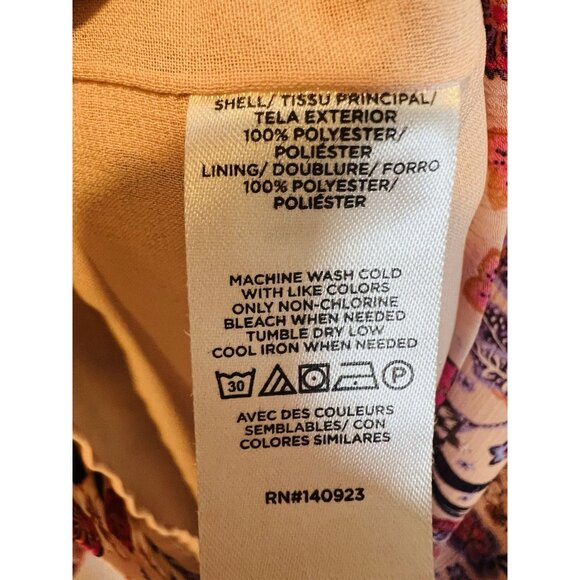 SHELL/ TISSU PRINCIPAL/
TELA EXTERIOR
100% POLYESTER/
POLIÉSTER
LINING/ DOUBLURE/ FORRO
100% POLYESTER/
POLIÉSTER
MACHINE WASH COLD
WITH LIKE COLORS
ONLY NON-CHLORINE
BLEACH WHEN NEEDED
TUMBLE DRY LOW
COOL IRON WHEN NEEDED
30 P
AVEC DES COULEURS
SEMBLABLES/ CON
COLORES SIMILARES
RN#140923